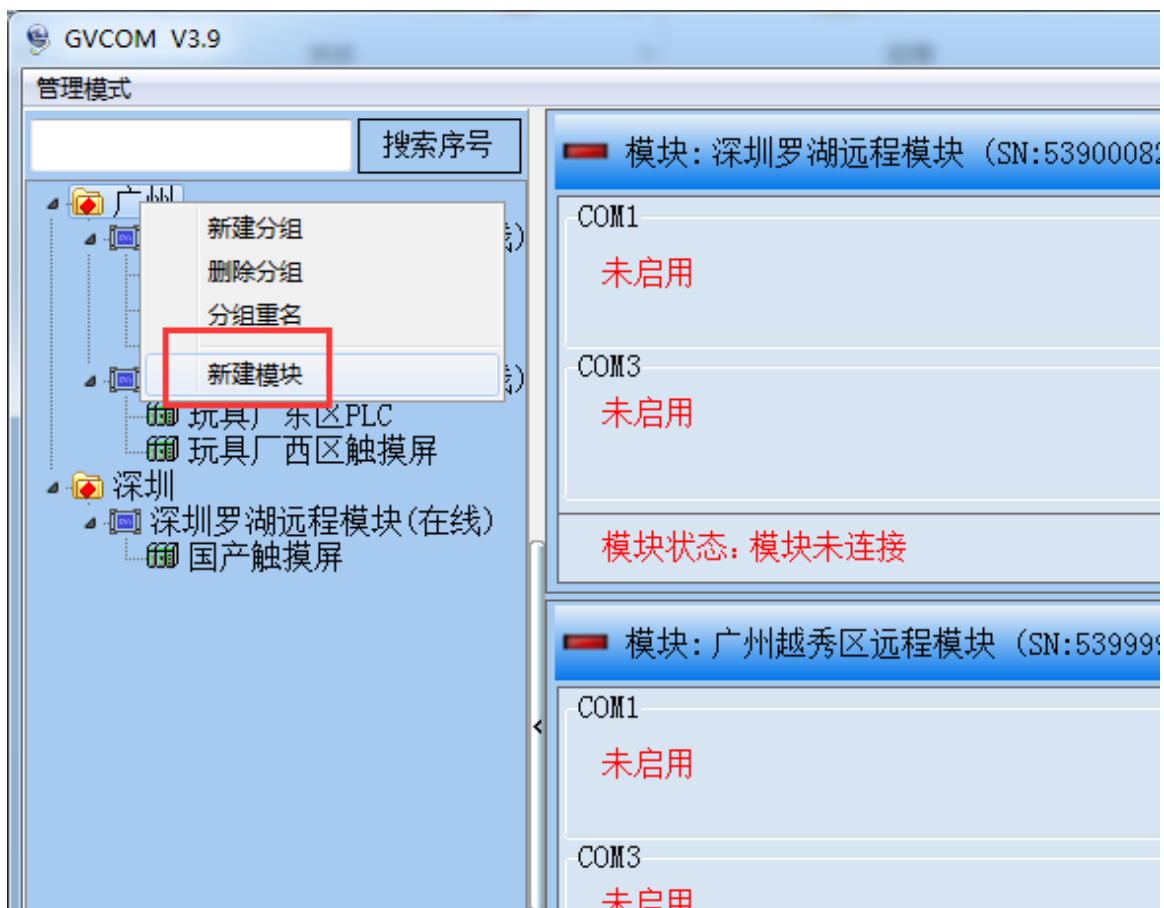 GVCOM V3.9
管理模式
搜索序号
广州
新建分组
删除分组
分组重名
新建模块
线)
线)
玩具厂东区PLC
玩具厂西区触摸屏
深圳
深圳罗湖远程模块(在线)
国产触摸屏
模块: 深圳罗湖远程模块 (SN:53900082
COM1
未启用
COM3
未启用
模块状态: 模块未连接
模块: 广州越秀区远程模块 (SN:539999
COM1
未启用
COM3
未启用